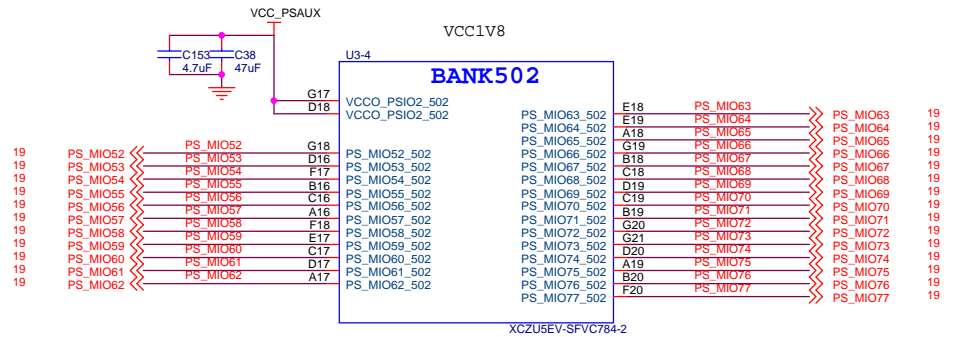 VCC_PSAUX
VCC1V8
C153 C38
4.7uF 47uF
U3-4
BANK502
G17 VCCO_PSIO2_502
D18 VCCO_PSIO2_502
19 PS_MIO52 PS_MIO52 G18 PS_MIO52_502
19 PS_MIO53 PS_MIO53 D16 PS_MIO53_502
19 PS_MIO54 PS_MIO54 F17 PS_MIO54_502
19 PS_MIO55 PS_MIO55 B16 PS_MIO55_502
19 PS_MIO56 PS_MIO56 C16 PS_MIO56_502
19 PS_MIO57 PS_MIO57 A16 PS_MIO57_502
19 PS_MIO58 PS_MIO58 F18 PS_MIO58_502
19 PS_MIO59 PS_MIO59 E17 PS_MIO59_502
19 PS_MIO60 PS_MIO60 C17 PS_MIO60_502
19 PS_MIO61 PS_MIO61 D17 PS_MIO61_502
19 PS_MIO62 PS_MIO62 A17 PS_MIO62_502
PS_MIO63_502 E18 PS_MIO63 PS_MIO63 19
PS_MIO64_502 E19 PS_MIO64 PS_MIO64 19
PS_MIO65_502 A18 PS_MIO65 PS_MIO65 19
PS_MIO66_502 G19 PS_MIO66 PS_MIO66 19
PS_MIO67_502 B18 PS_MIO67 PS_MIO67 19
PS_MIO68_502 C18 PS_MIO68 PS_MIO68 19
PS_MIO69_502 D19 PS_MIO69 PS_MIO69 19
PS_MIO70_502 C19 PS_MIO70 PS_MIO70 19
PS_MIO71_502 B19 PS_MIO71 PS_MIO71 19
PS_MIO72_502 G20 PS_MIO72 PS_MIO72 19
PS_MIO73_502 G21 PS_MIO73 PS_MIO73 19
PS_MIO74_502 D20 PS_MIO74 PS_MIO74 19
PS_MIO75_502 A19 PS_MIO75 PS_MIO75 19
PS_MIO76_502 B20 PS_MIO76 PS_MIO76 19
PS_MIO77_502 F20 PS_MIO77 PS_MIO77 19
XCZU5EV-SFVC784-2